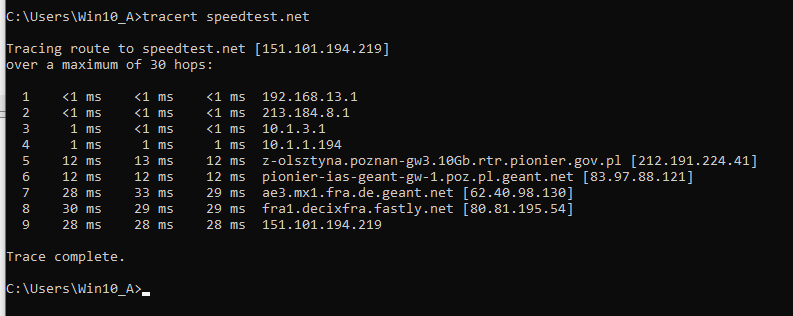 C:\Users\Win10_A>tracert speedtest.net
Tracing route to speedtest.net [151.101.194.219]
over a maximum of 30 hops:
1 <1 ms <1 ms <1 ms 192.168.13.1
2 <1 ms <1 ms <1 ms 213.184.8.1
3 1 ms <1 ms <1 ms 10.1.3.1
4 1 ms 1 ms 1 ms 10.1.1.194
5 12 ms 13 ms 12 ms z-olsztyna.poznan-gw3.10Gb.rtr.pionier.gov.pl [212.191.224.41]
6 12 ms 12 ms 12 ms pionier-ias-geant-gw-1.poz.pl.geant.net [83.97.88.121]
7 28 ms 33 ms 29 ms ae3.mx1.fra.de.geant.net [62.40.98.130]
8 30 ms 29 ms 29 ms fra1.decixfra.fastly.net [80.81.195.54]
9 28 ms 28 ms 28 ms 151.101.194.219
Trace complete.
C:\Users\Win10_A>